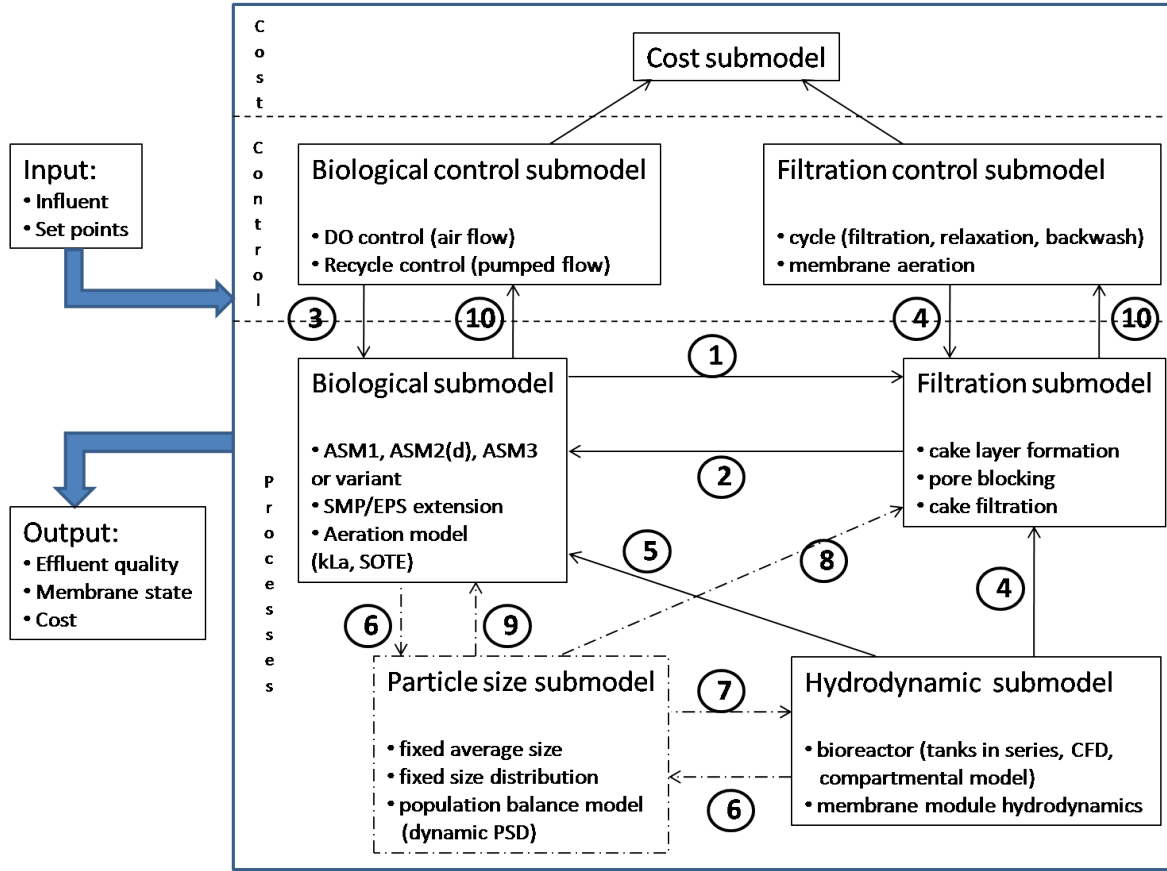 Cost
Cost submodel
Control
Input:
• Influent
• Set points
Biological control submodel
• DO control (air flow)
• Recycle control (pumped flow)
Filtration control submodel
• cycle (filtration, relaxation, backwash)
• membrane aeration
3
10
4
10
Processes
Biological submodel
• ASM1, ASM2(d), ASM3
or variant
• SMP/EPS extension
• Aeration model
(kLa, SOTE)
1
2
Filtration submodel
• cake layer formation
• pore blocking
• cake filtration
Output:
• Effluent quality
• Membrane state
• Cost
5
8
4
6
9
Particle size submodel
• fixed average size
• fixed size distribution
• population balance model
(dynamic PSD)
7
6
Hydrodynamic submodel
• bioreactor (tanks in series, CFD,
compartmental model)
• membrane module hydrodynamics